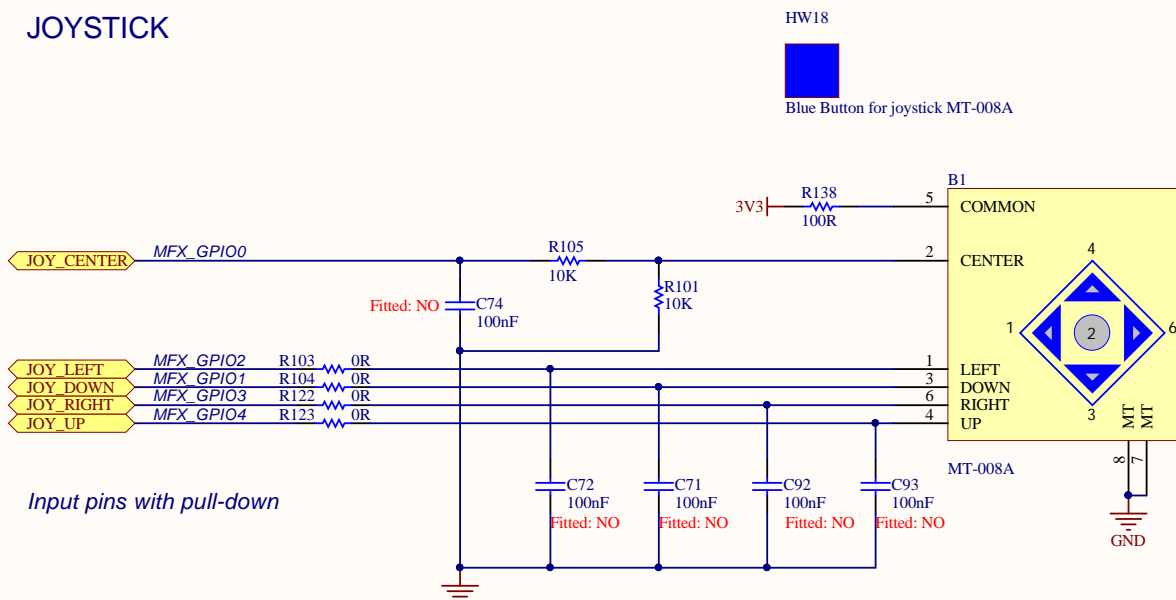 JOYSTICK
HW18
Blue Button for joystick MT-008A
B1
3V3
R138
100R
5
COMMON
JOY_CENTER
MFX_GPIO0
R105
10K
2
CENTER
R101
10K
Fitted: NO
C74
100nF
4
1
2
6
3
JOY_LEFT
MFX_GPIO2
R103
0R
1
LEFT
JOY_DOWN
MFX_GPIO1
R104
0R
3
DOWN
JOY_RIGHT
MFX_GPIO3
R122
0R
6
RIGHT
JOY_UP
MFX_GPIO4
R123
0R
4
UP
MT
MT
8
7
MT-008A
GND
Input pins with pull-down
C72
100nF
Fitted: NO
C71
100nF
Fitted: NO
C92
100nF
Fitted: NO
C93
100nF
Fitted: NO